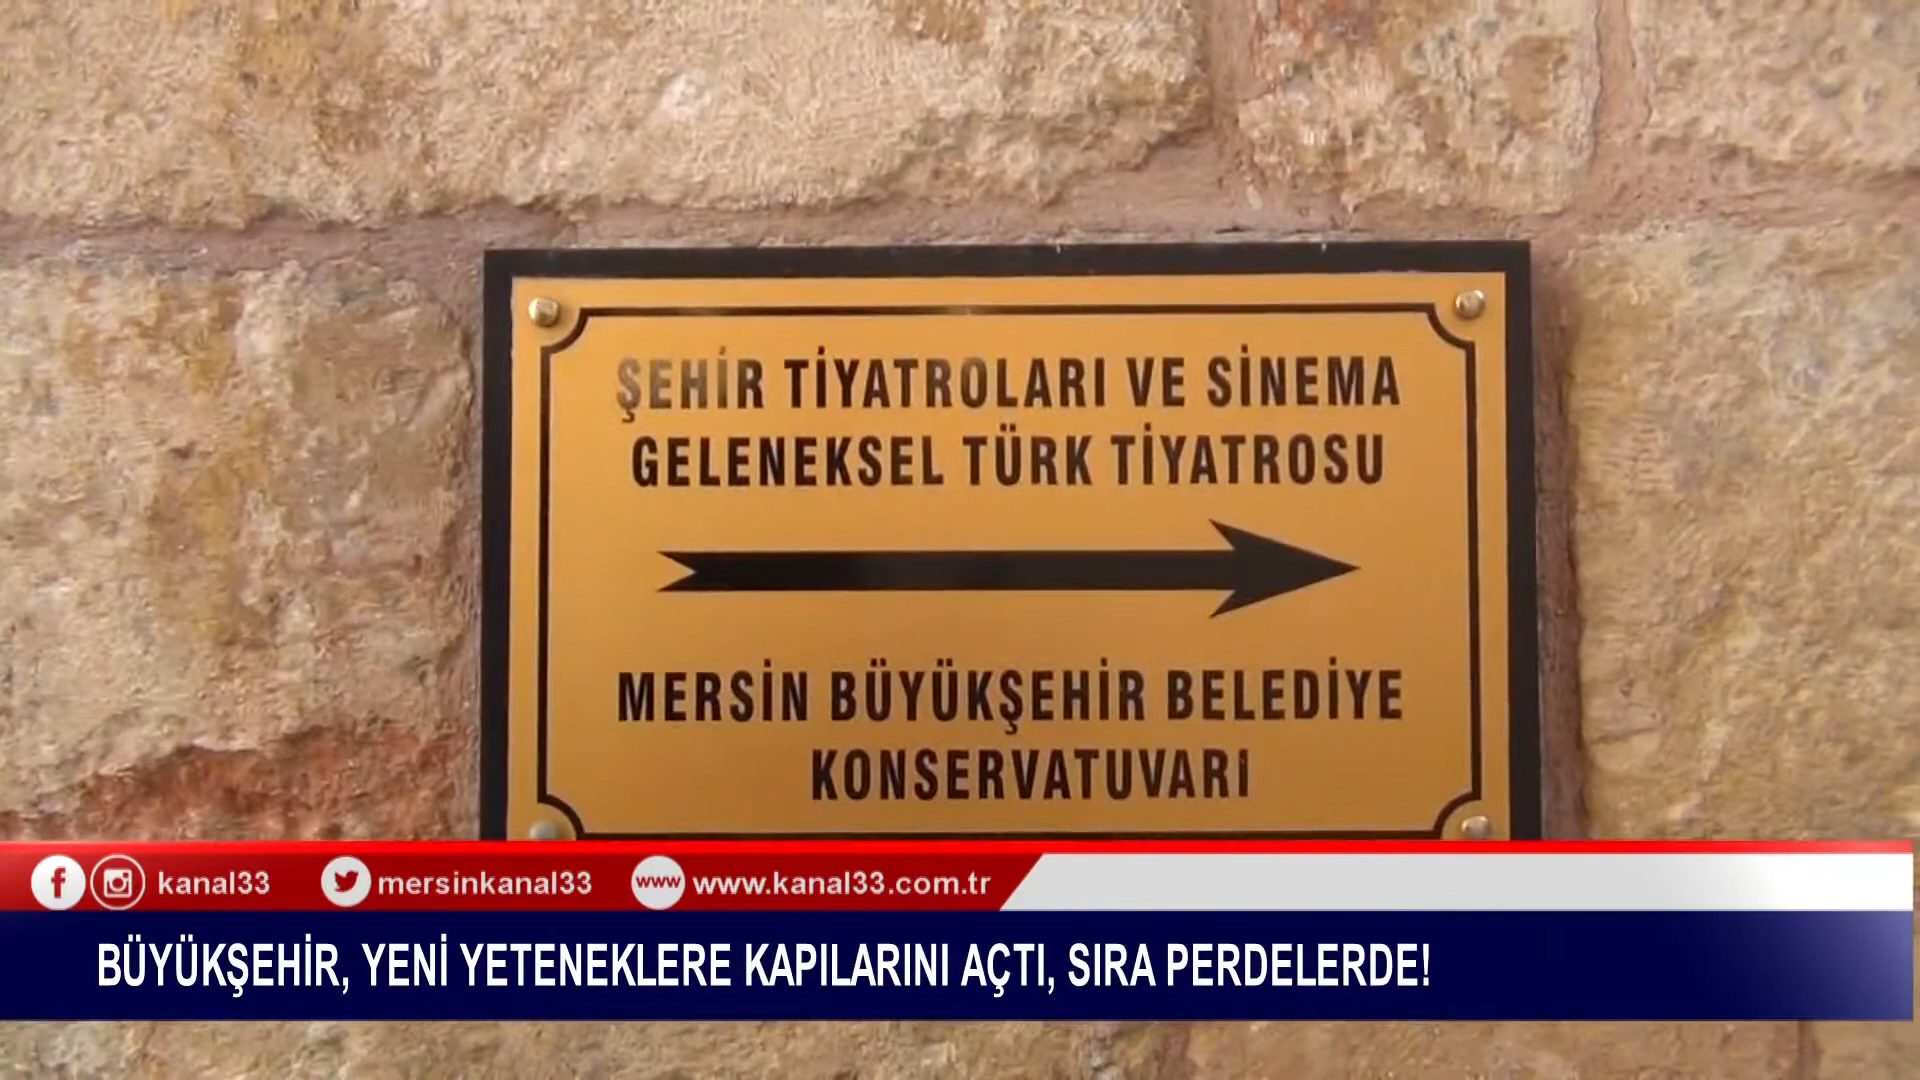 ŞEHİR TİYATROLARI VE SİNEMA
GELENEKSEL TÜRK TİYATROSU
MERSİN BÜYÜKŞEHİR BELEDİYE
KONSERVATUVARI
kanal33 mersinkanal33 www www.kanal33.com.tr
BÜYÜKŞEHİR, YENİ YETENEKLERE KAPILARINI AÇTI, SIRA PERDELERDE!